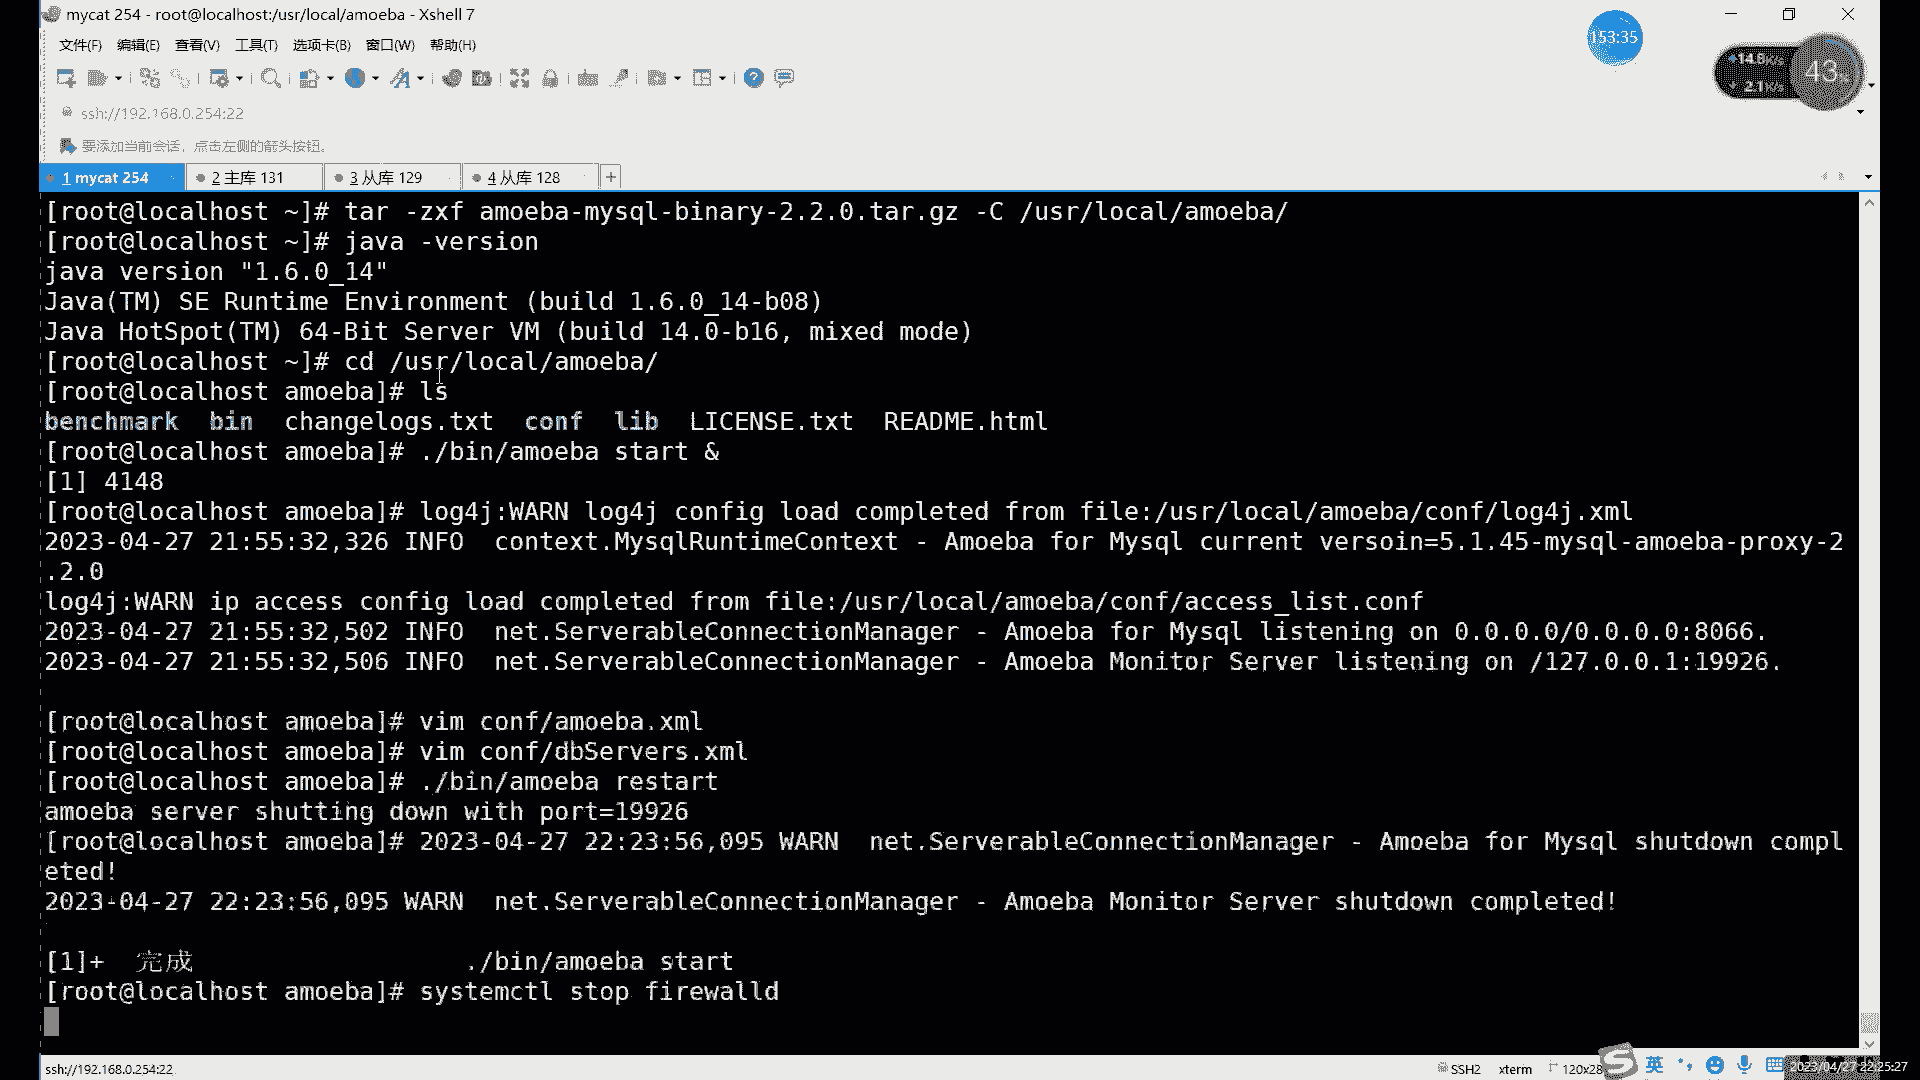 mycat 254 - root@localhost:/usr/local/amoeba - Xshell 7
文件(F) 编辑(E) 查看(V) 工具(T) 选项卡(B) 窗口(W) 帮助(H)
153:35
14.8K/s
2.1K/s
43
ssh://192.168.0.254:22
要添加当前会话，点击左侧的箭头按钮。
1 mycat 254 2 主库 131 3 从库 129 4 从库 128 +
[root@localhost ~]# tar -zxf amoeba-mysql-binary-2.2.0.tar.gz -C /usr/local/amoeba/
[root@localhost ~]# java -version
java version "1.6.0_14"
Java(TM) SE Runtime Environment (build 1.6.0_14-b08)
Java HotSpot(TM) 64-Bit Server VM (build 14.0-b16, mixed mode)
[root@localhost ~]# cd /usr/local/amoeba/
[root@localhost amoeba]# ls
benchmark bin changelogs.txt conf lib LICENSE.txt README.html
[root@localhost amoeba]# ./bin/amoeba start &
[1] 4148
[root@localhost amoeba]# log4j:WARN log4j config load completed from file:/usr/local/amoeba/conf/log4j.xml
2023-04-27 21:55:32,326 INFO context.MysqlRuntimeContext - Amoeba for Mysql current versoin=5.1.45-mysql-amoeba-proxy-2
.2.0
log4j:WARN ip access config load completed from file:/usr/local/amoeba/conf/access_list.conf
2023-04-27 21:55:32,502 INFO net.ServerableConnectionManager - Amoeba for Mysql listening on 0.0.0.0/0.0.0.0:8066.
2023-04-27 21:55:32,506 INFO net.ServerableConnectionManager - Amoeba Monitor Server listening on /127.0.0.1:19926.
[root@localhost amoeba]# vim conf/amoeba.xml
[root@localhost amoeba]# vim conf/dbServers.xml
[root@localhost amoeba]# ./bin/amoeba restart
amoeba server shutting down with port=19926
[root@localhost amoeba]# 2023-04-27 22:23:56,095 WARN net.ServerableConnectionManager - Amoeba for Mysql shutdown compl
eted!
2023-04-27 22:23:56,095 WARN net.ServerableConnectionManager - Amoeba Monitor Server shutdown completed!
[1]+ 完成 ./bin/amoeba start
[root@localhost amoeba]# systemctl stop firewalld
ssh://192.168.0.254:22
SSH2 xterm 120x28
英
2023/04/27 22:25:27